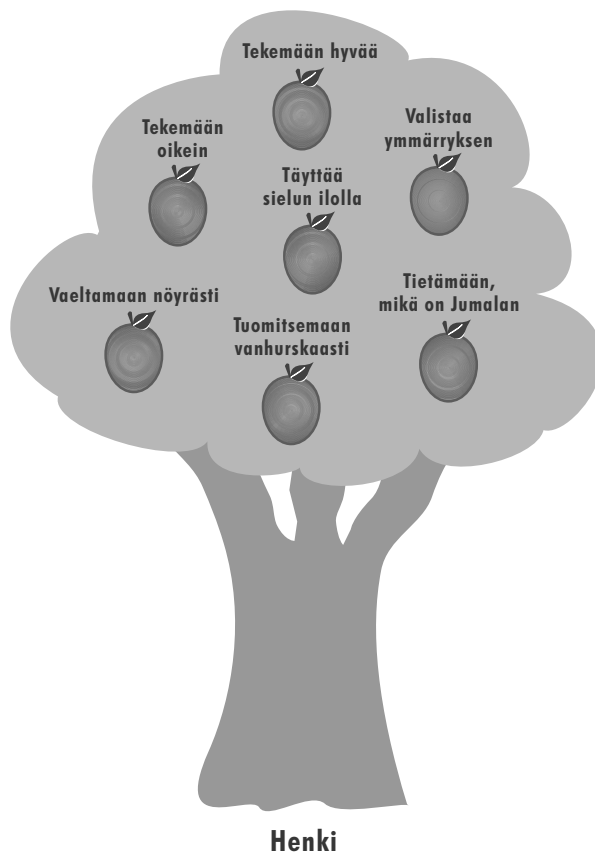 Tekemään hyvää
Valistaa
ymmärryksen
Tekemään
oikein
Täyttää
sielun ilolla
Tietämään,
mikä on Jumalan
Vaeltamaan nöyrästi
Tuomitsemaan
vanhurskaasti
Henki